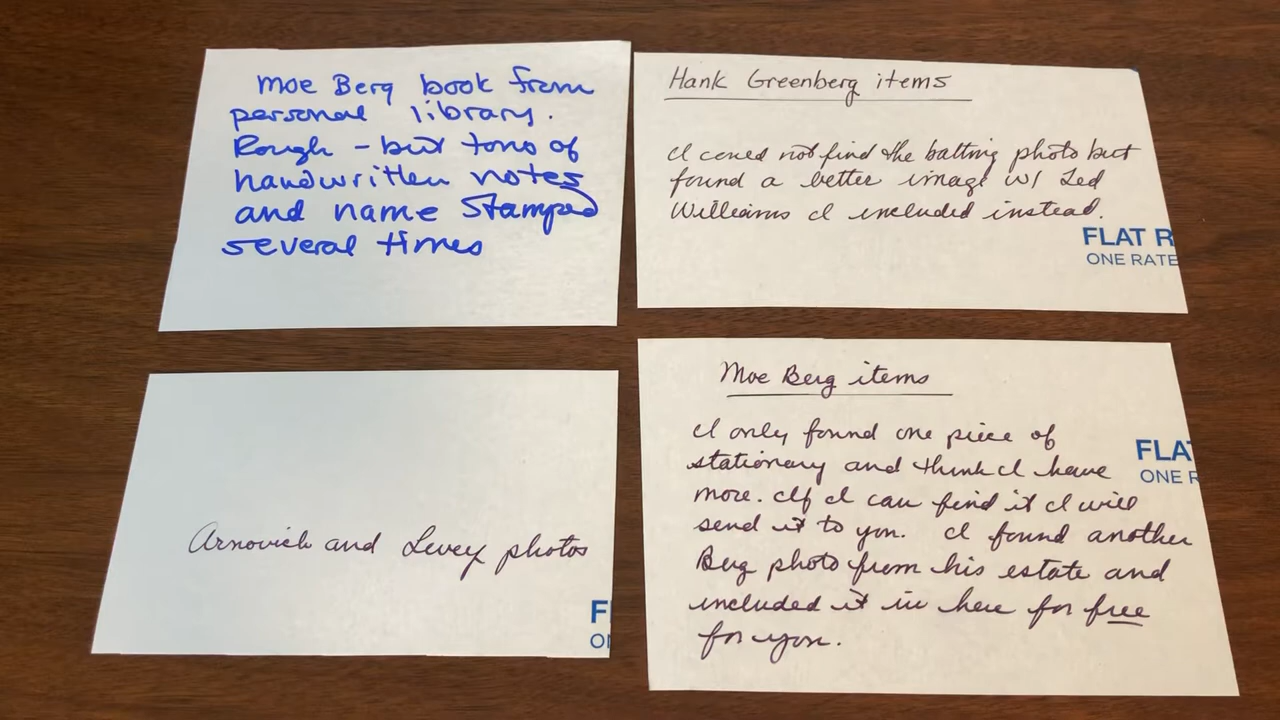 Moe Berg book from
personal library.
Rough - but tons of
handwritten notes
and name Stamped
several times
Hank Greenberg items
I could not find the batting photo but
found a better image w/ Ted
Williams I included instead.
FLAT R
ONE RATE
Arnovich and Levey photos
F
ON
Moe Berg items
I only found one piece of
stationary and think I have
more. If I can find it I will
send it to you. I found another
Berg photo from his estate and
included it in here for free
for you.
FLAT
ONE R